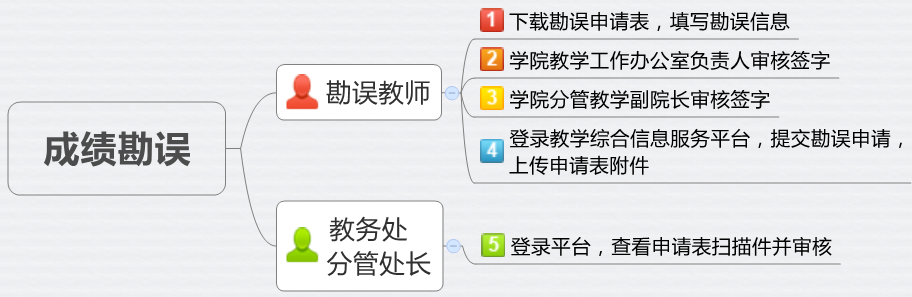 成绩勘误
勘误教师
1 下载勘误申请表，填写勘误信息
2 学院教学工作办公室负责人审核签字
3 学院分管教学副院长审核签字
4 登录教学综合信息服务平台，提交勘误申请，
上传申请表附件
教务处
分管处长
5 登录平台，查看申请表扫描件并审核